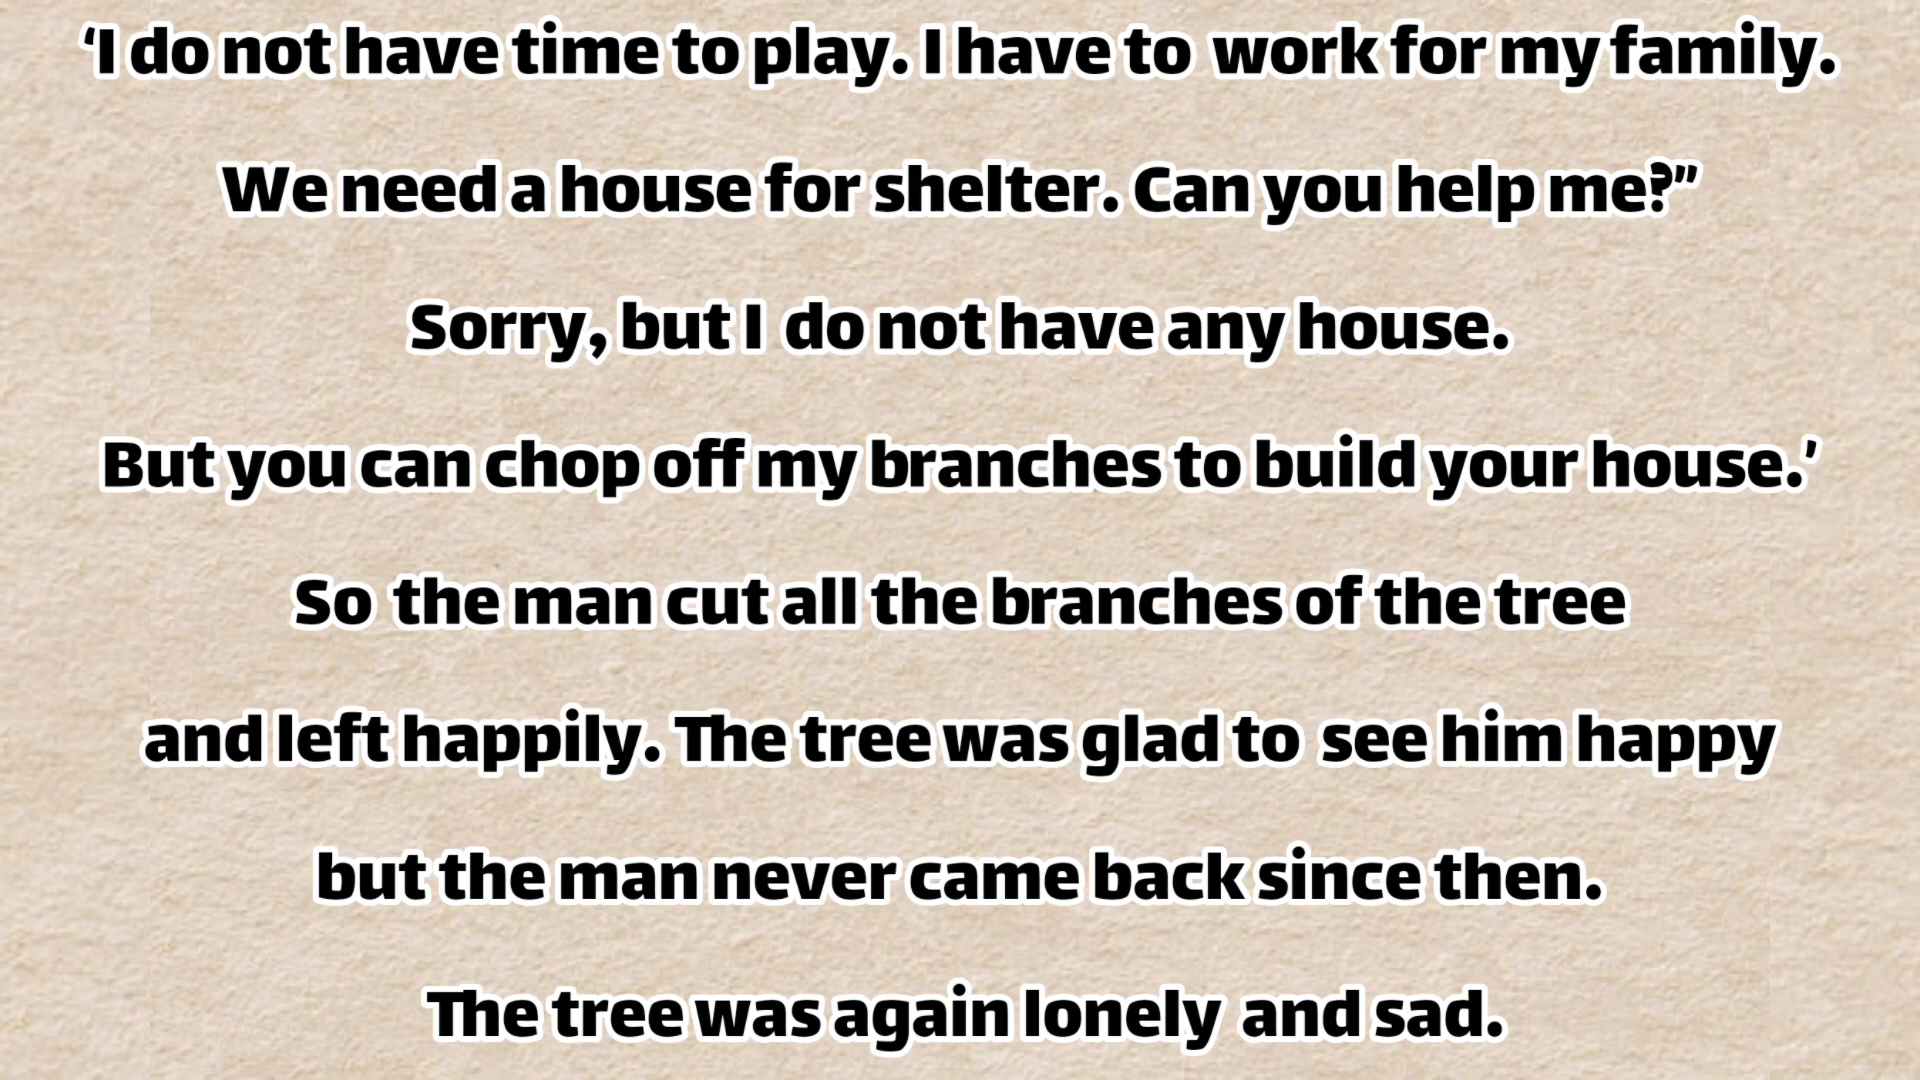 ‘I do not have time to play. I have to work for my family.
We need a house for shelter. Can you help me?”
Sorry, but I do not have any house.
But you can chop off my branches to build your house.’
So the man cut all the branches of the tree
and left happily. The tree was glad to see him happy
but the man never came back since then.
The tree was again lonely and sad.